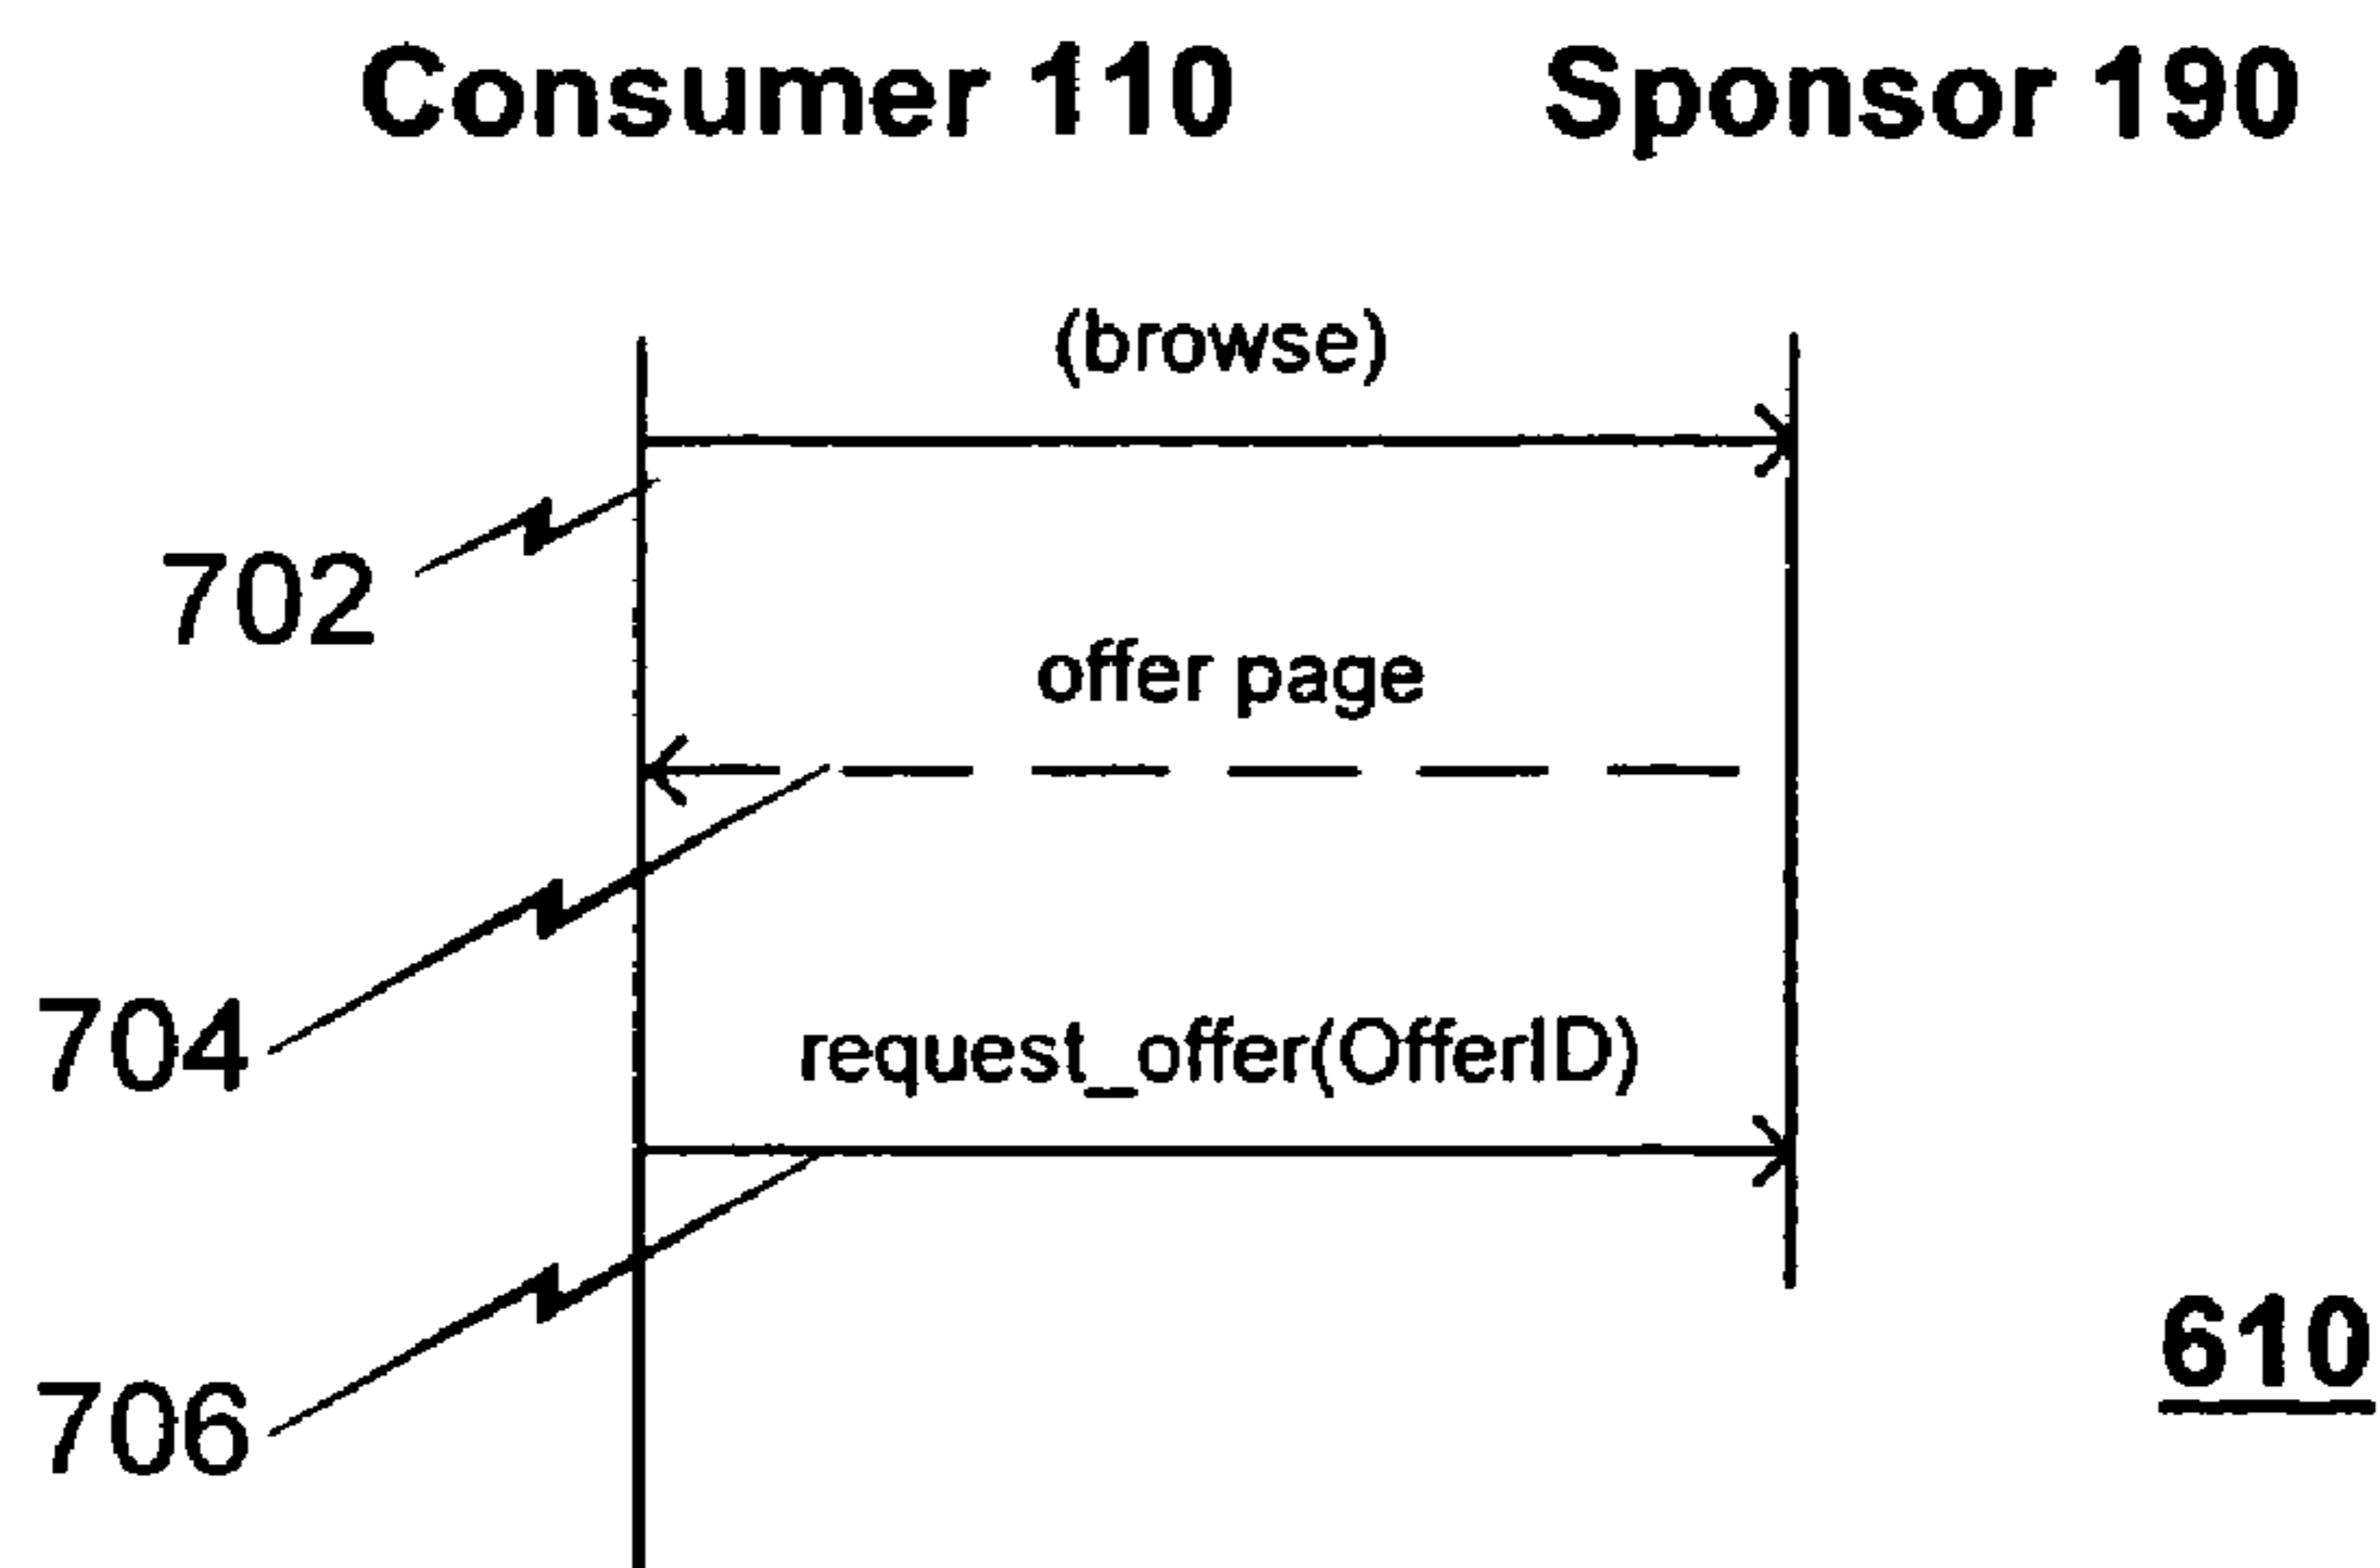 Consumer 110 Sponsor 190
(browse)
702
offer page
704
request_offer(OfferID)
610
706